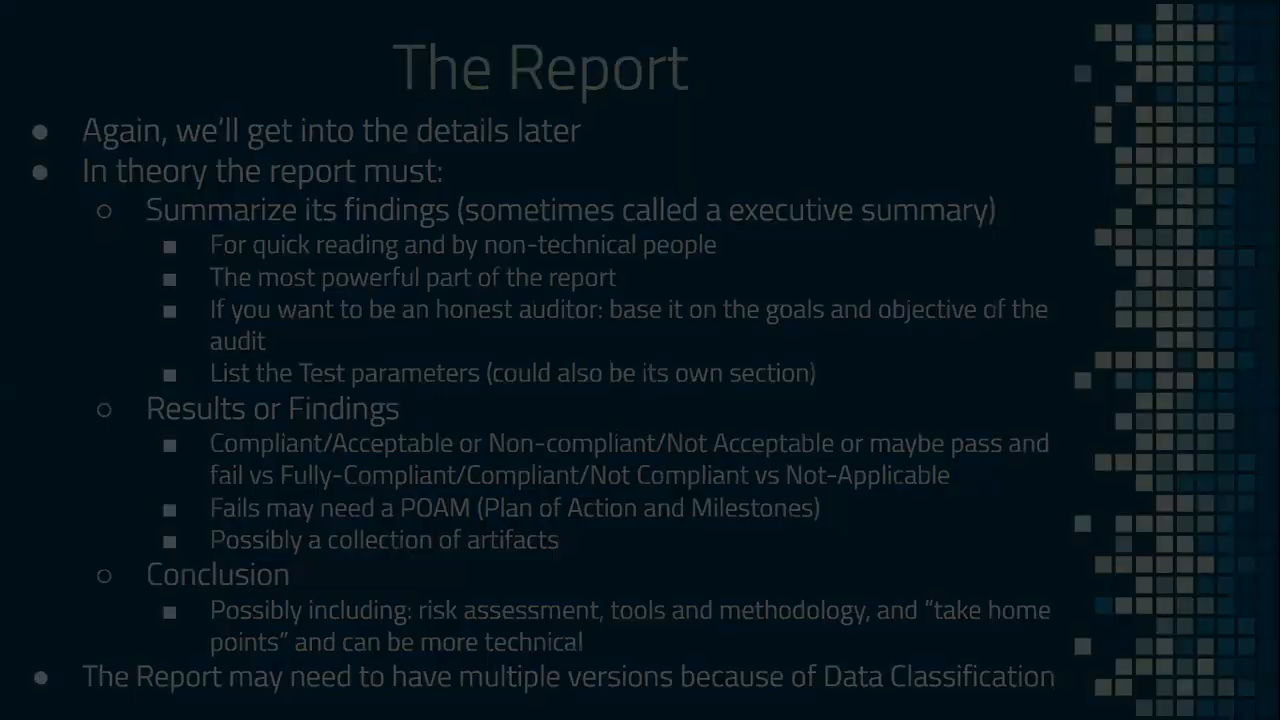 The Report
● Again, we'll get into the details later
● In theory the report must:
○ Summarize its findings (sometimes called a executive summary)
■ For quick reading and by non-technical people
■ The most powerful part of the report
■ If you want to be an honest auditor: base it on the goals and objective of the
audit
■ List the Test parameters (could also be its own section)
○ Results or Findings
■ Compliant/Acceptable or Non-compliant/Not Acceptable or maybe pass and
fail vs Fully-Compliant/Compliant/Not Compliant vs Not-Applicable
■ Fails may need a POAM (Plan of Action and Milestones)
■ Possibly a collection of artifacts
○ Conclusion
■ Possibly including: risk assessment, tools and methodology, and “take home
points” and can be more technical
● The Report may need to have multiple versions because of Data Classification